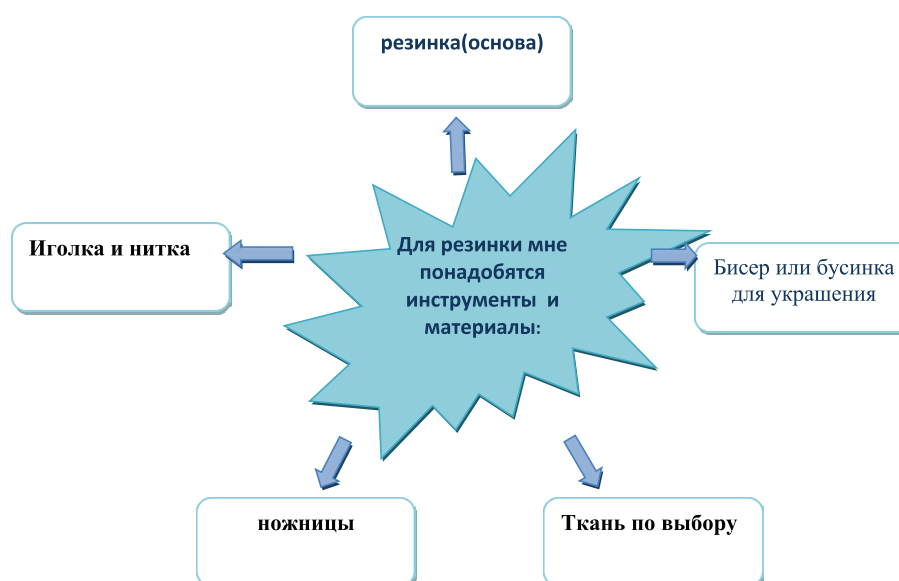 резинка(основа)
Иголка и нитка
Для резинки мне
понадобятся
инструменты и
материалы:
Бисер или бусинка
для украшения
ножницы
Ткань по выбору